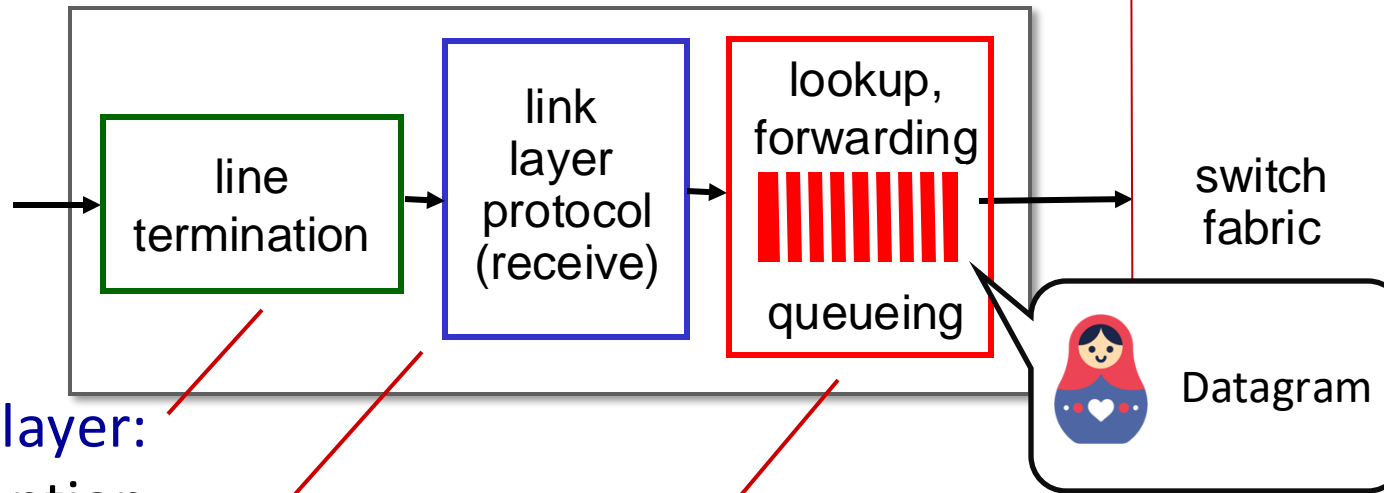 line
termination
link
layer
protocol
(receive)
lookup,
forwarding
queueing
switch
fabric
Datagram
layer: